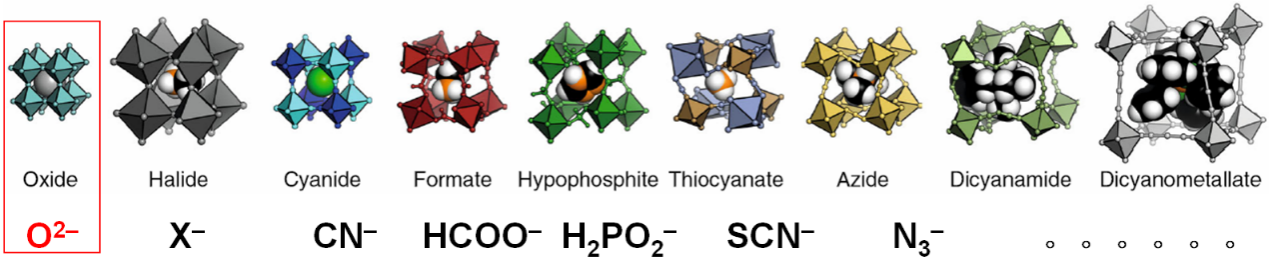 Oxide Halide Cyanide Formate Hypophosphite Thiocyanate Azide Dicyanamide Dicyanometallate
O²⁻ X⁻ CN⁻ HCOO⁻ H₂PO₂⁻ SCN⁻ N₃⁻ 。。。。。。